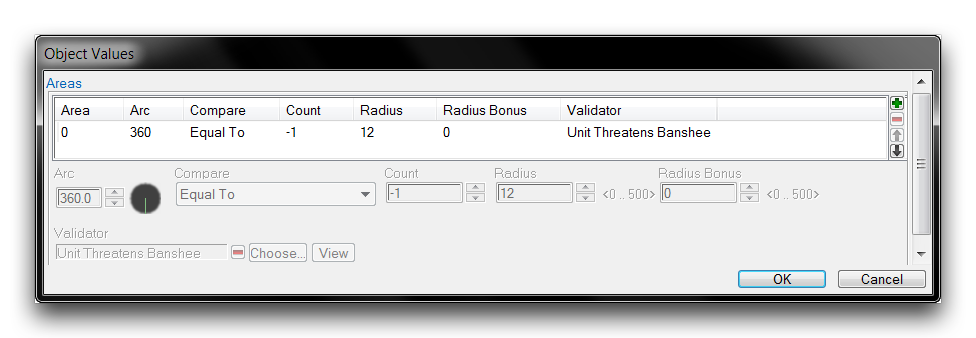 Object Values
Areas
Area Arc Compare Count Radius Radius Bonus Validator
0 360 Equal To -1 12 0 Unit Threatens Banshee
Arc Compare Count Radius Radius Bonus
360.0 Equal To -1 12 <0 .. 500> 0 <0 .. 500>
Validator
Unit Threatens Banshee Choose... View
OK Cancel